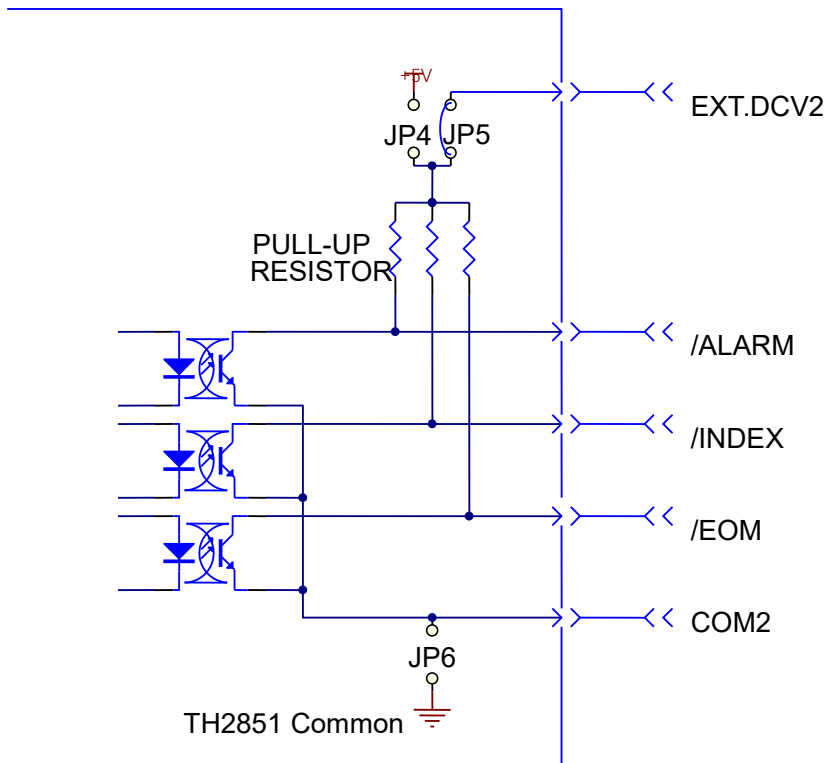 +5V
EXT.DCV2
JP4 JP5
PULL-UP
RESISTOR
/ALARM
/INDEX
/EOM
COM2
JP6
TH2851 Common